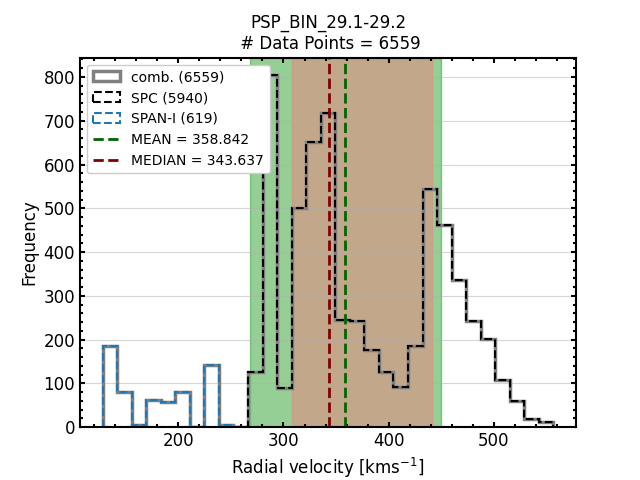 PSP_BIN_29.1-29.2
# Data Points = 6559
comb. (6559)
SPC (5940)
SPAN-I (619)
MEAN = 358.842
MEDIAN = 343.637
Frequency
800
700
600
500
400
300
200
100
0
200 300 400 500
Radial velocity [kms⁻¹]